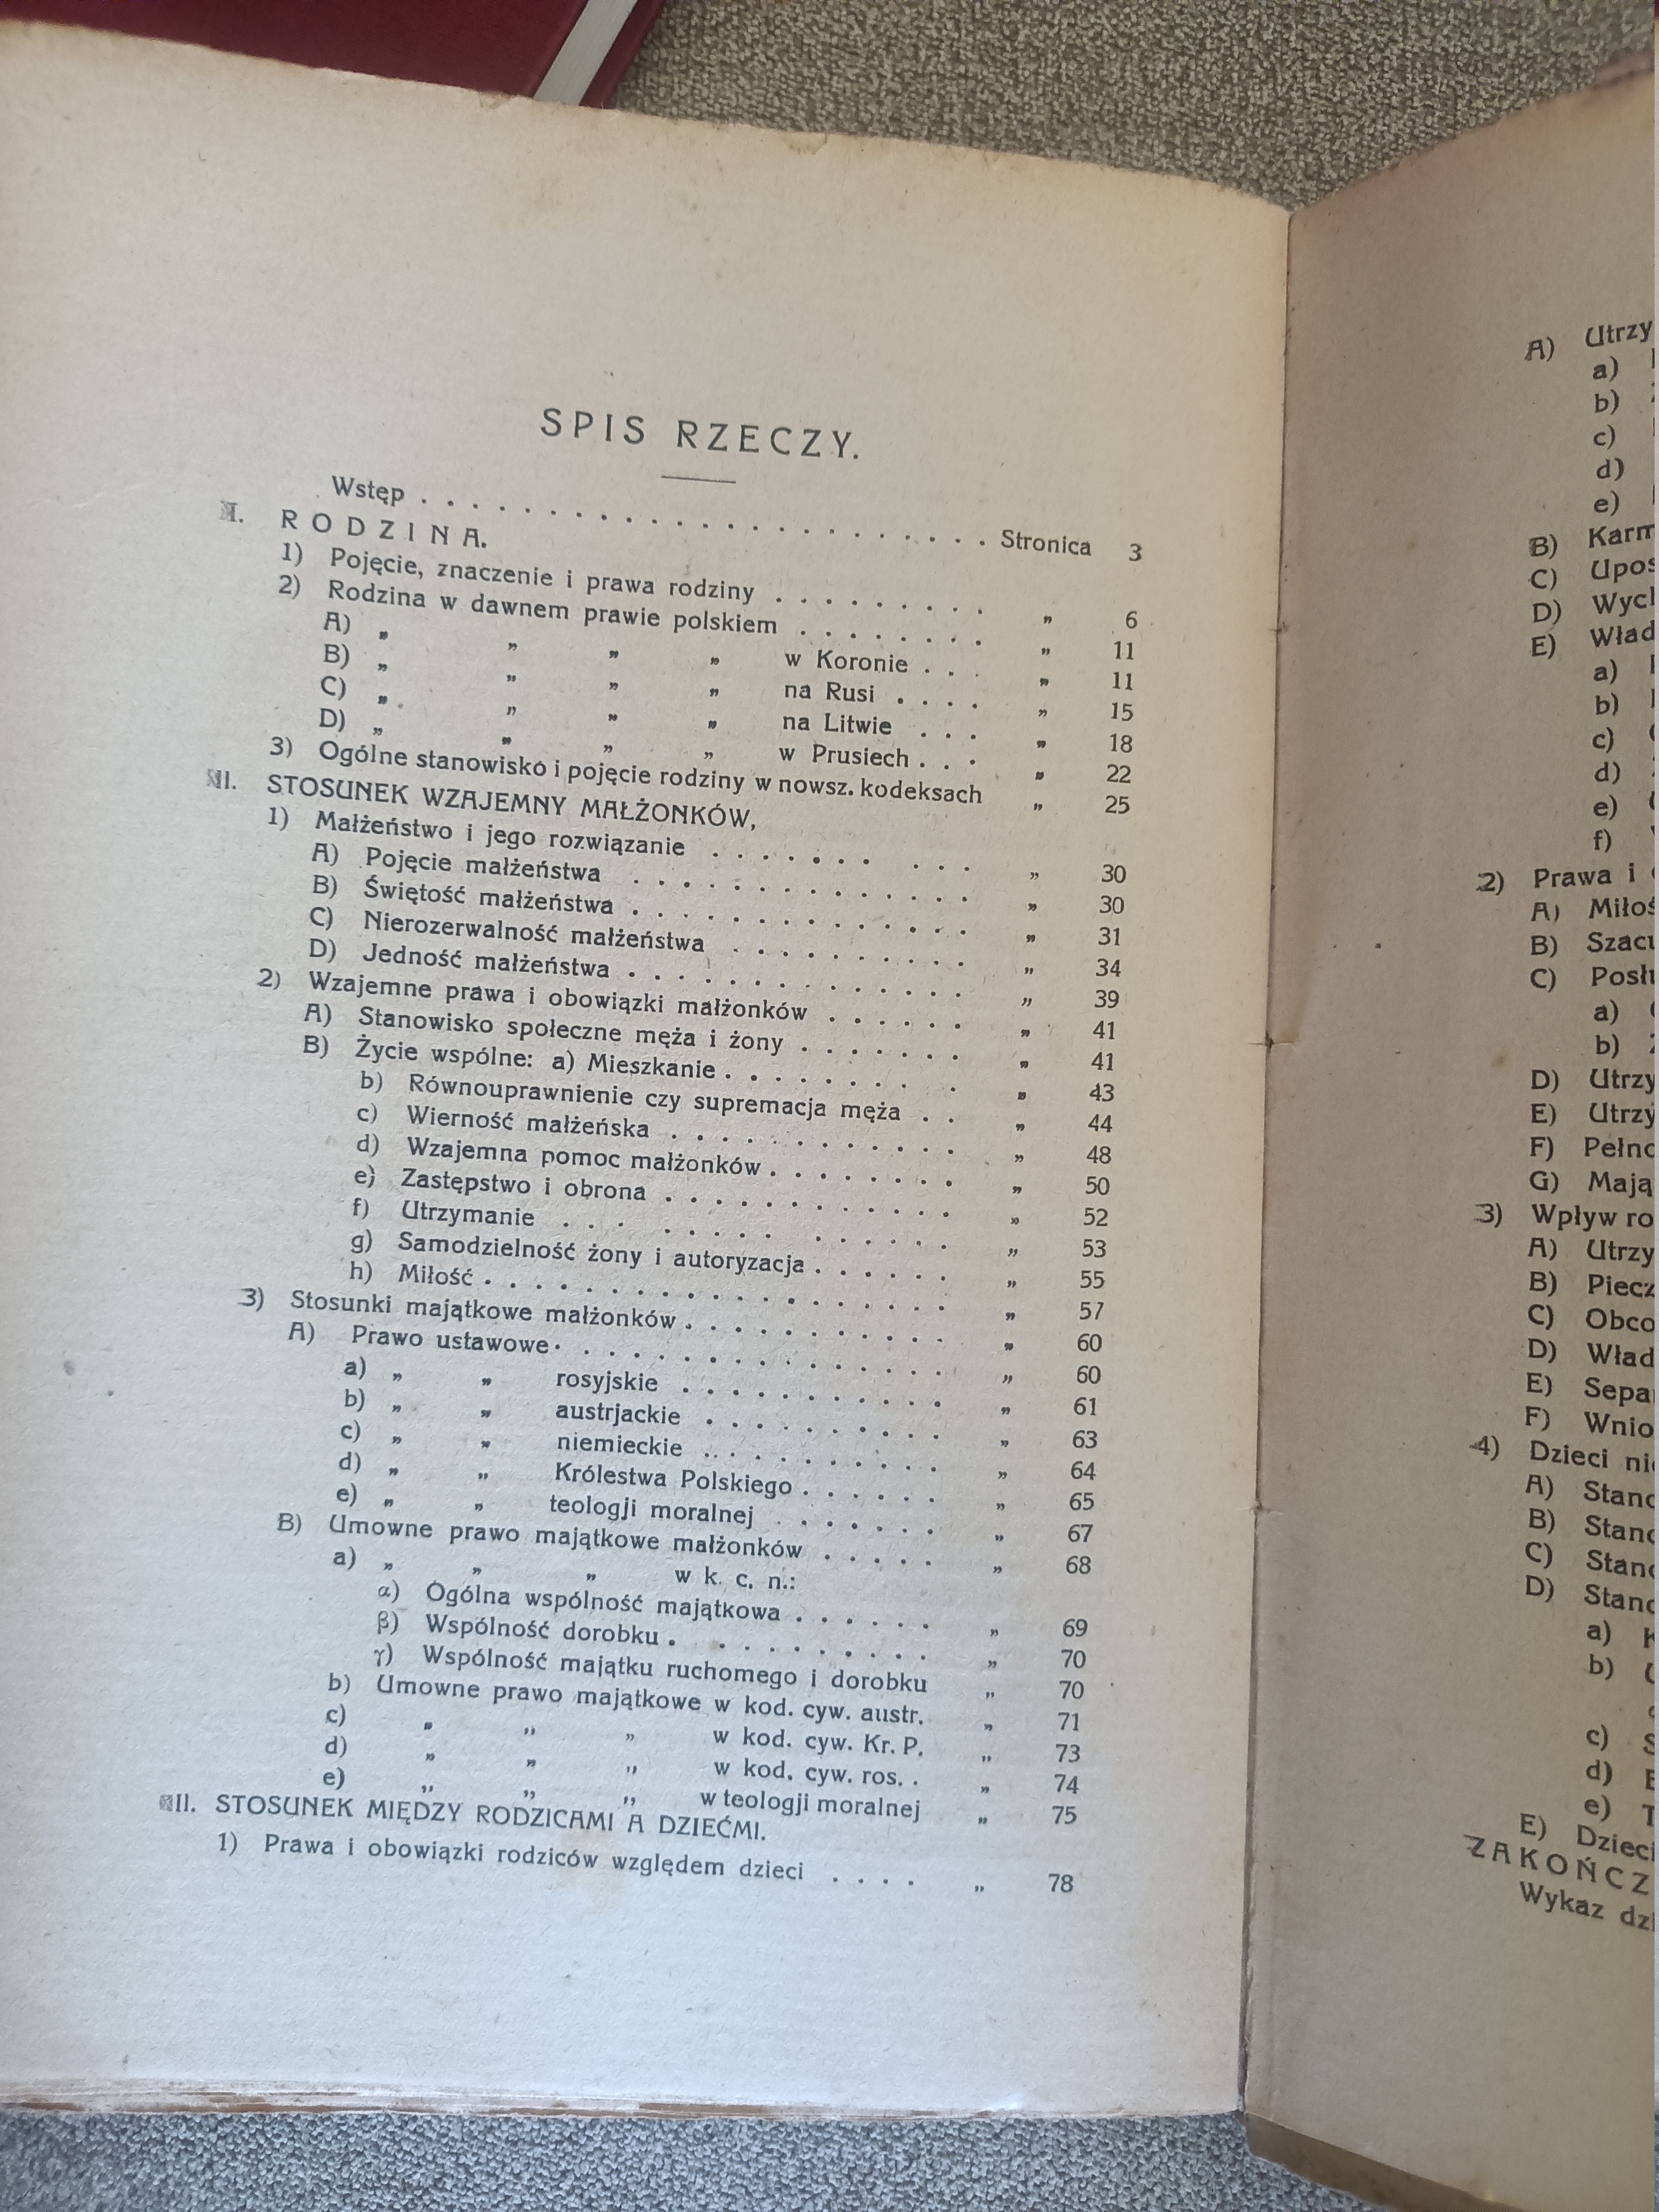 SPIS RZECZY.
Wstęp . . . . . . . . . . . . . . . . . . . . . . Stronica 3
I. RODZINA.
1) Pojęcie, znaczenie i prawa rodziny . . . . . . . . . „ 6
2) Rodzina w dawnem prawie polskiem . . . . . . . . „ 11
A) „ „ „ „ w Koronie . . . „ 11
B) „ „ „ „ na Rusi . . . . „ 15
C) „ „ „ „ na Litwie . . . „ 18
D) „ „ „ „ w Prusiech . . . „ 22
3) Ogólne stanowisko i pojęcie rodziny w nowsz. kodeksach „ 25
II. STOSUNEK WZAJEMNY MAŁŻONKÓW,
1) Małżeństwo i jego rozwiązanie . . . . . . . . . . „ 30
A) Pojęcie małżeństwa . . . . . . . . . . . . . „ 30
B) Świętość małżeństwa . . . . . . . . . . . . . „ 31
C) Nierozerwalność małżeństwa . . . . . . . . . „ 34
D) Jedność małżeństwa . . . . . . . . . . . . . „ 39
2) Wzajemne prawa i obowiązki małżonków . . . . . . „ 41
A) Stanowisko społeczne męża i żony . . . . . . . „ 41
B) Życie wspólne: a) Mieszkanie . . . . . . . . . „ 43
b) Równouprawnienie czy supremacja męża . . „ 44
c) Wierność małżeńska . . . . . . . . . . . „ 48
d) Wzajemna pomoc małżonków . . . . . . . . „ 50
e) Zastępstwo i obrona . . . . . . . . . . . . „ 52
f) Utrzymanie . . . . . . . . . . . . . . „ 53
g) Samodzielność żony i autoryzacja . . . . . . „ 55
h) Miłość . . . . . . . . . . . . . . . . . . „ 57
3) Stosunki majątkowe małżonków . . . . . . . . . . . „ 60
A) Prawo ustawowe . . . . . . . . . . . . . . . „ 60
a) „ „ rosyjskie . . . . . . . . . . . „ 61
b) „ „ austrjackie . . . . . . . . . . „ 63
c) „ „ niemieckie . . . . . . . . . . „ 64
d) „ „ Królestwa Polskiego . . . . . . „ 65
e) „ „ teologji moralnej . . . . . . . „ 67
B) Umowne prawo majątkowe małżonków . . . . . „ 68
a) „ „ „ w k. c. n.:
α) Ogólna wspólność majątkowa . . . . . . „ 69
β) Wspólność dorobku . . . . . . . . . . „ 70
γ) Wspólność majątku ruchomego i dorobku „ 70
b) Umowne prawo majątkowe w kod. cyw. austr. „ 71
c) „ „ „ w kod. cyw. Kr. P. „ 73
d) „ „ „ w kod. cyw. ros. . „ 74
e) „ „ „ w teologji moralnej „ 75
II. STOSUNEK MIĘDZY RODZICAMI A DZIEĆMI.
1) Prawa i obowiązki rodziców względem dzieci . . . . „ 78
A) Utrzy
a)
b)
c)
d)
e)
B) Karm
C) Upos
D) Wycl
E) Wład
a)
b)
c)
d)
e)
f)
2) Prawa i
A) Miłoś
B) Szacu
C) Posłu
a)
b)
D) Utrzy
E) Utrzy
F) Pełno
G) Mają
3) Wpływ ro
A) Utrzy
B) Piecz
C) Obco
D) Wład
E) Sepa
F) Wnio
4) Dzieci ni
A) Stano
B) Stano
C) Stano
D) Stano
a)
b)
c)
d)
e)
E) Dzieci
ZAKOŃCZ
Wykaz dzi